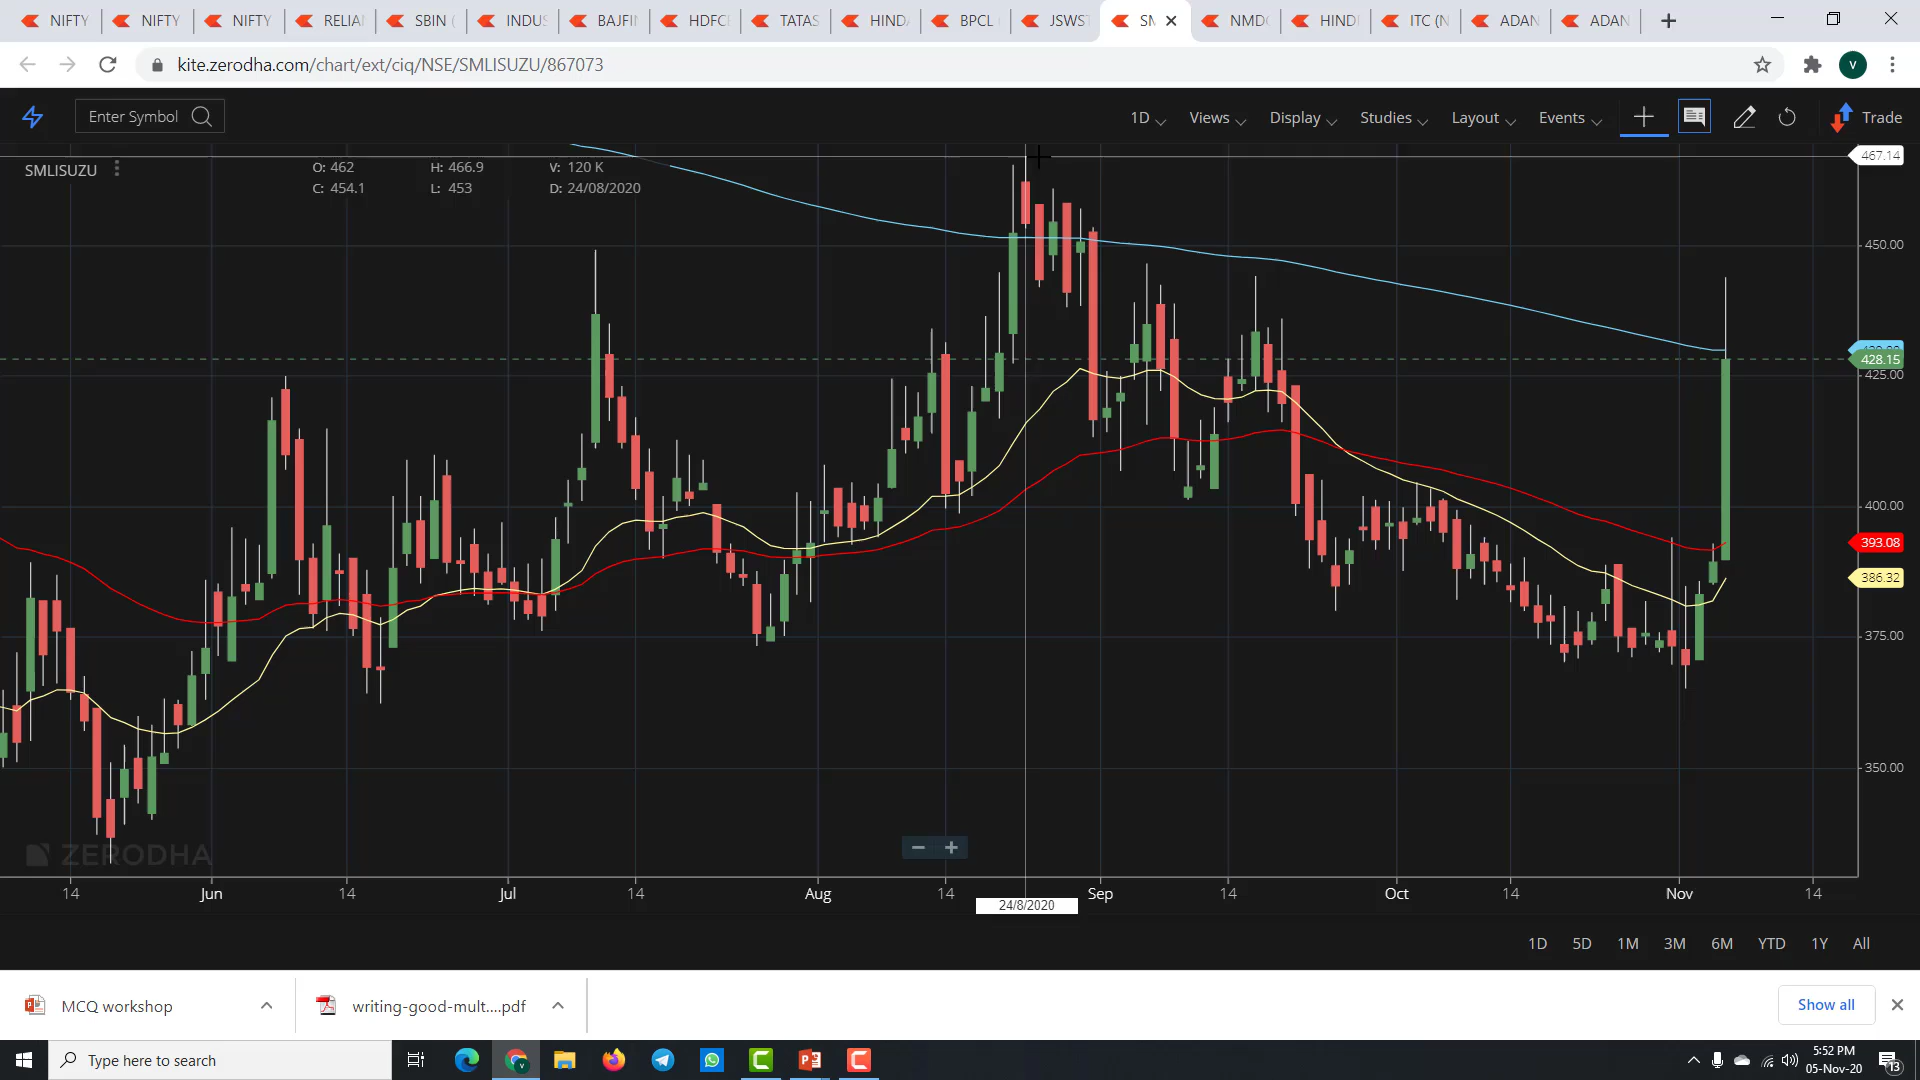 NIFTY NIFTY NIFTY RELIA SBIN ( INDUS BAJFI HDFC TATAS HIND BPCL JSWS SM NMD HIND ITC (N ADAN ADAN
kite.zerodha.com/chart/ext/ciq/NSE/SMLISUZU/867073
V
Enter Symbol
1D Views Display Studies Layout Events Trade
SMLISUZU
O: 462 H: 466.9 V: 120 K
C: 454.1 L: 453 D: 24/08/2020
467.14
450.00
428.15
425.00
400.00
393.08
386.32
375.00
350.00
ZERODHA
14 Jun 14 Jul 14 Aug 14 Sep 14 Oct 14 Nov 14
24/8/2020
1D 5D 1M 3M 6M YTD 1Y All
MCQ workshop
writing-good-mult....pdf
Show all
Type here to search
5:52 PM
05-Nov-20
13